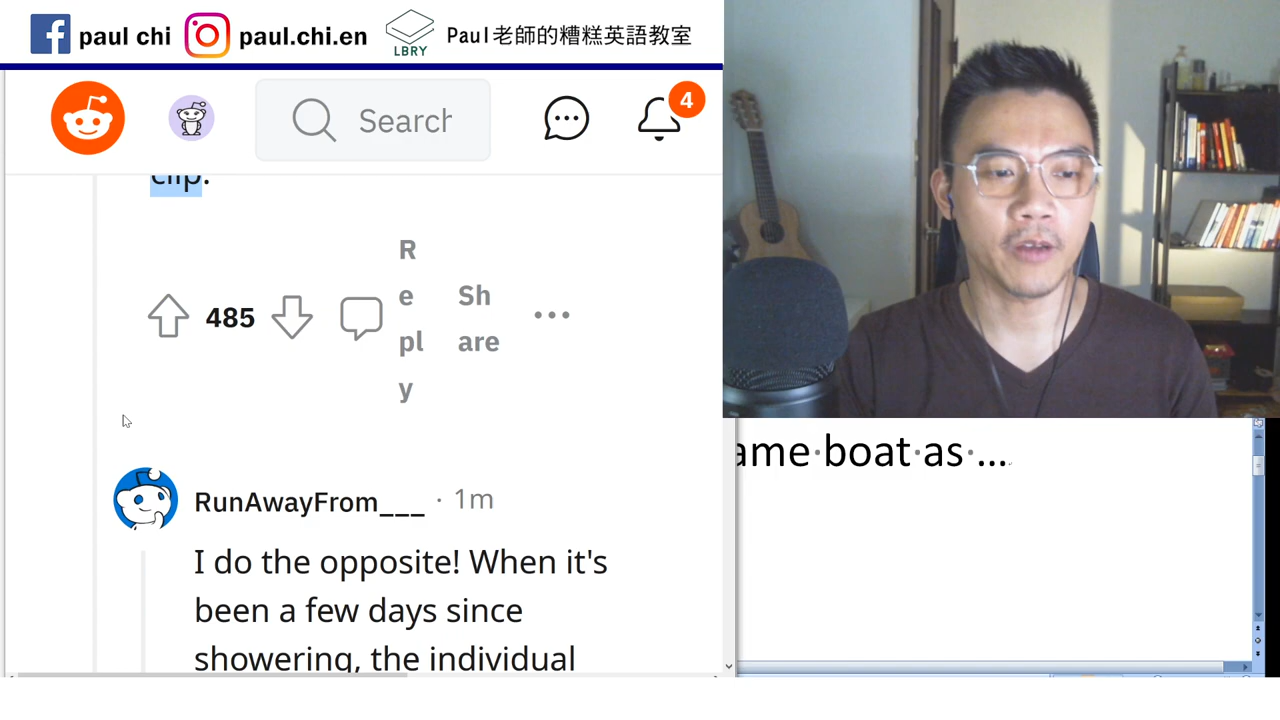 paul chi
paul.chi.en
LBRY
Paul老師的糟糕英語教室
4
Search
clip.
485
R
e
pl
y
Sh
are
RunAwayFrom___ · 1m
I do the opposite! When it's
been a few days since
showering, the individual
ame·boat·as·...